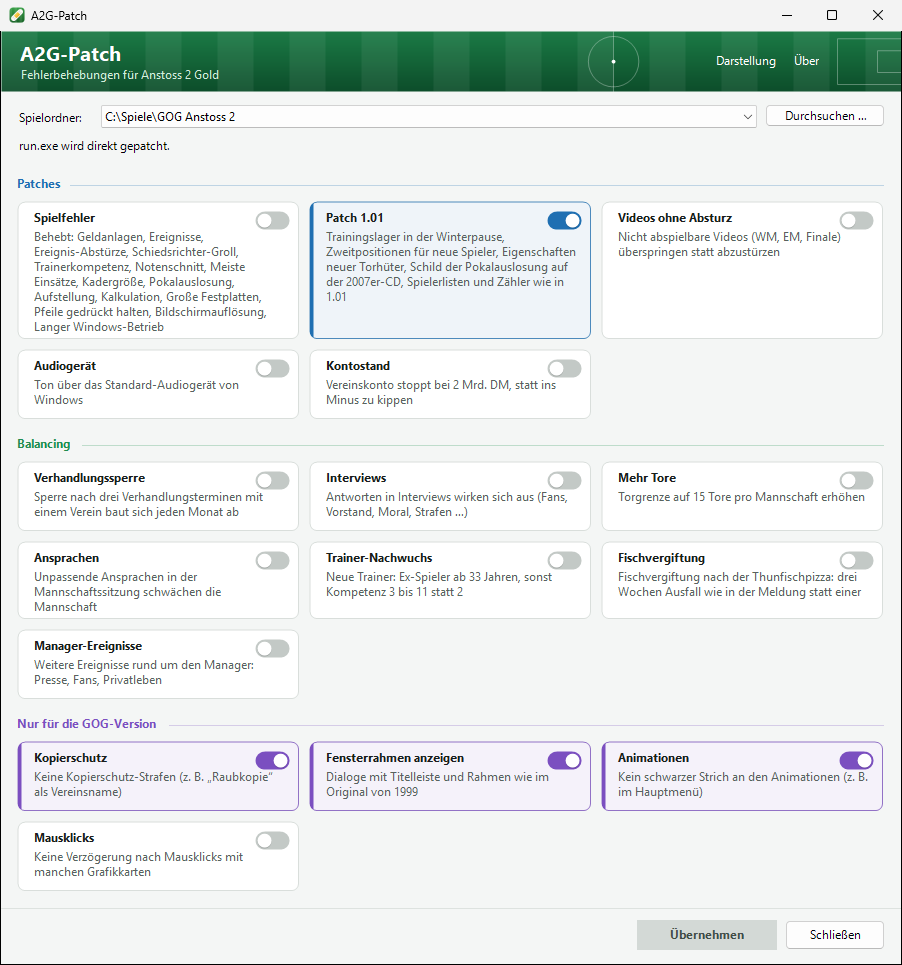 A2G-Patch
A2G-Patch
Fehlerbehebungen für Anstoss 2 Gold
Darstellung
Über
Spielordner:
C:\Spiele\GOG Anstoss 2
Durchsuchen ...
run.exe wird direkt gepatcht.
Patches
Spielfehler
Behebt: Geldanlagen, Ereignisse,
Ereignis-Abstürze, Schiedsrichter-Groll,
Trainerkompetenz, Notenschnitt, Meiste
Einsätze, Kadergröße, Pokalauslosung,
Aufstellung, Kalkulation, Große Festplatten,
Pfeile gedrückt halten, Bildschirmauflösung,
Langer Windows-Betrieb
Patch 1.01
Trainingslager in der Winterpause,
Zweitpositionen für neue Spieler, Eigenschaften
neuer Torhüter, Schild der Pokalauslosung auf
der 2007er-CD, Spielerlisten und Zähler wie in
1.01
Videos ohne Absturz
Nicht abspielbare Videos (WM, EM, Finale)
überspringen statt abzustürzen
Audiogerät
Ton über das Standard-Audiogerät von
Windows
Kontostand
Vereinskonto stoppt bei 2 Mrd. DM, statt ins
Minus zu kippen
Balancing
Verhandlungssperre
Sperre nach drei Verhandlungsterminen mit
einem Verein baut sich jeden Monat ab
Interviews
Antworten in Interviews wirken sich aus (Fans,
Vorstand, Moral, Strafen ...)
Mehr Tore
Torgrenze auf 15 Tore pro Mannschaft erhöhen
Ansprachen
Unpassende Ansprachen in der
Mannschaftssitzung schwächen die
Mannschaft
Trainer-Nachwuchs
Neue Trainer: Ex-Spieler ab 33 Jahren, sonst
Kompetenz 3 bis 11 statt 2
Fischvergiftung
Fischvergiftung nach der Thunfischpizza: drei
Wochen Ausfall wie in der Meldung statt einer
Manager-Ereignisse
Weitere Ereignisse rund um den Manager:
Presse, Fans, Privatleben
Nur für die GOG-Version
Kopierschutz
Keine Kopierschutz-Strafen (z. B. „Raubkopie“
als Vereinsname)
Fensterrahmen anzeigen
Dialoge mit Titelleiste und Rahmen wie im
Original von 1999
Animationen
Kein schwarzer Strich an den Animationen (z. B.
im Hauptmenü)
Mausklicks
Keine Verzögerung nach Mausklicks mit
manchen Grafikkarten
Übernehmen
Schließen